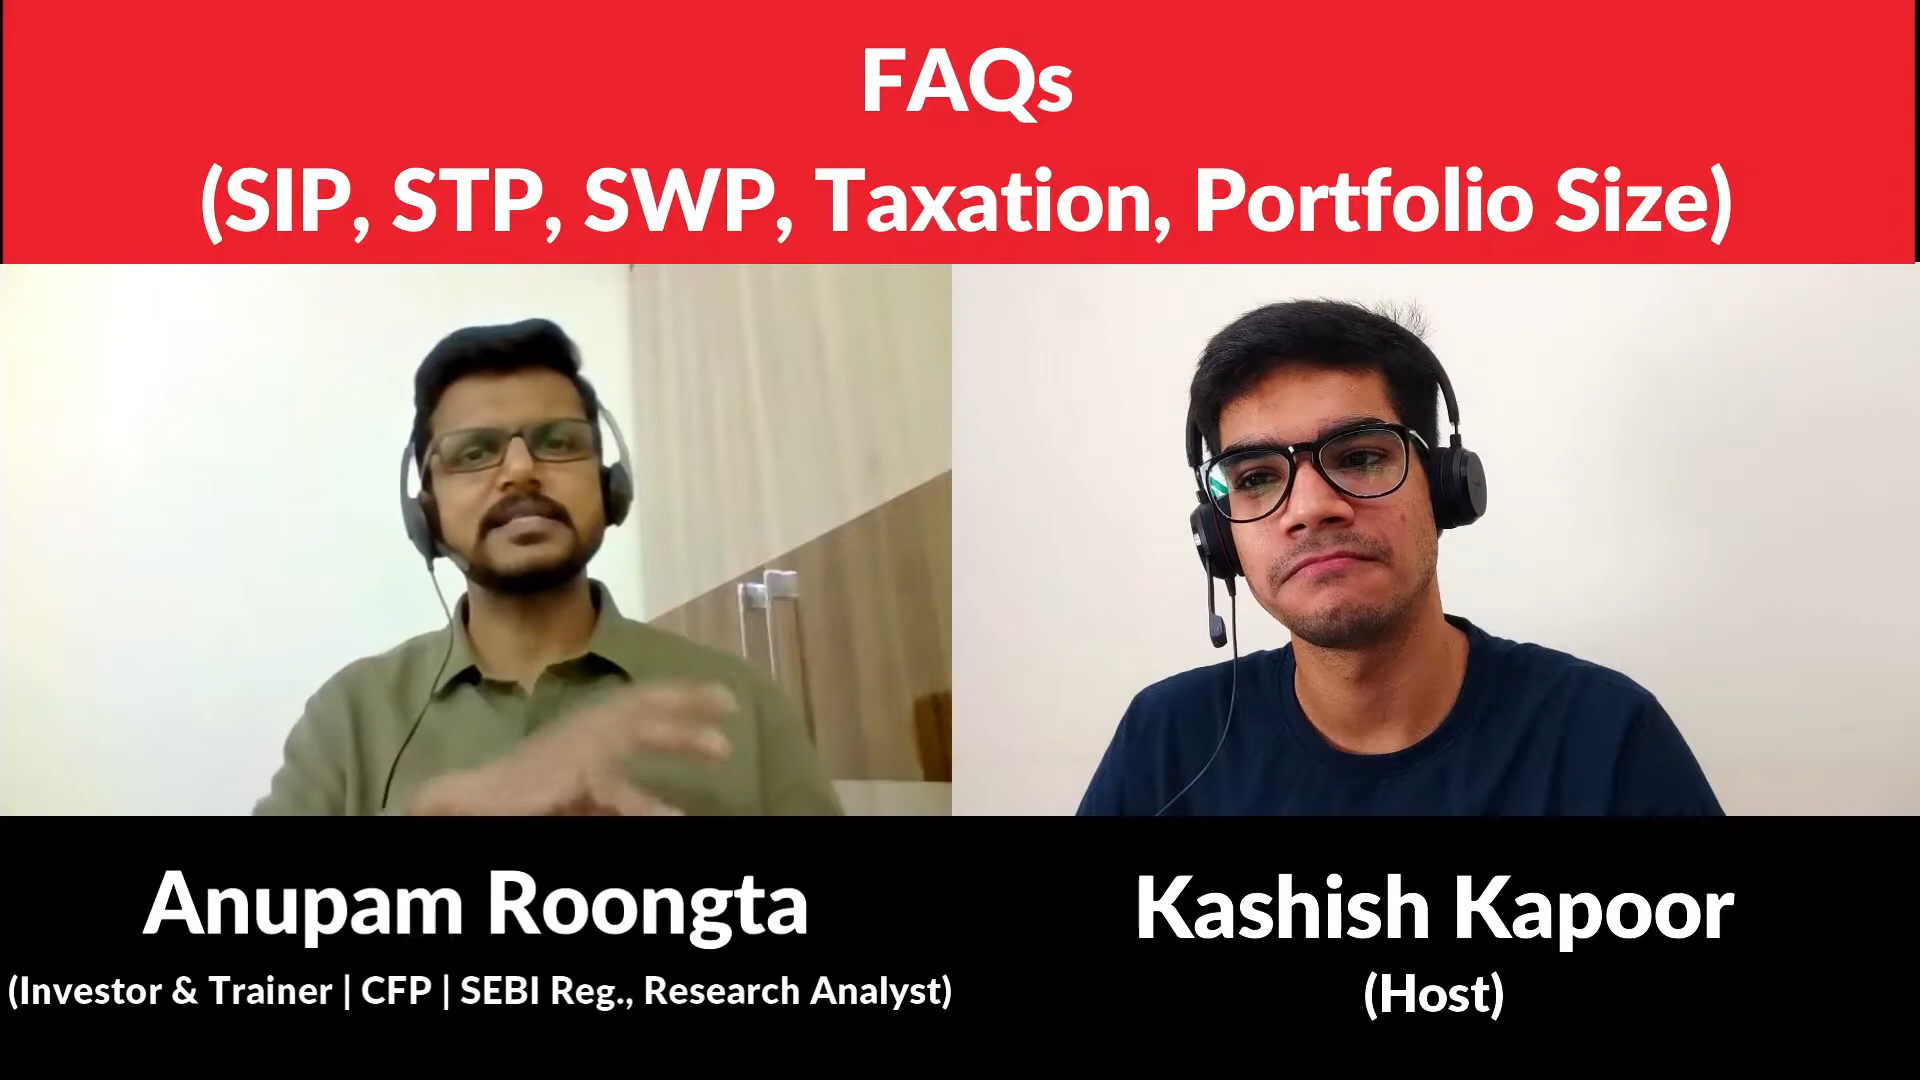 FAQs
(SIP, STP, SWP, Taxation, Portfolio Size)
Anupam Roongta
(Investor & Trainer | CFP | SEBI Reg., Research Analyst)
Kashish Kapoor
(Host)